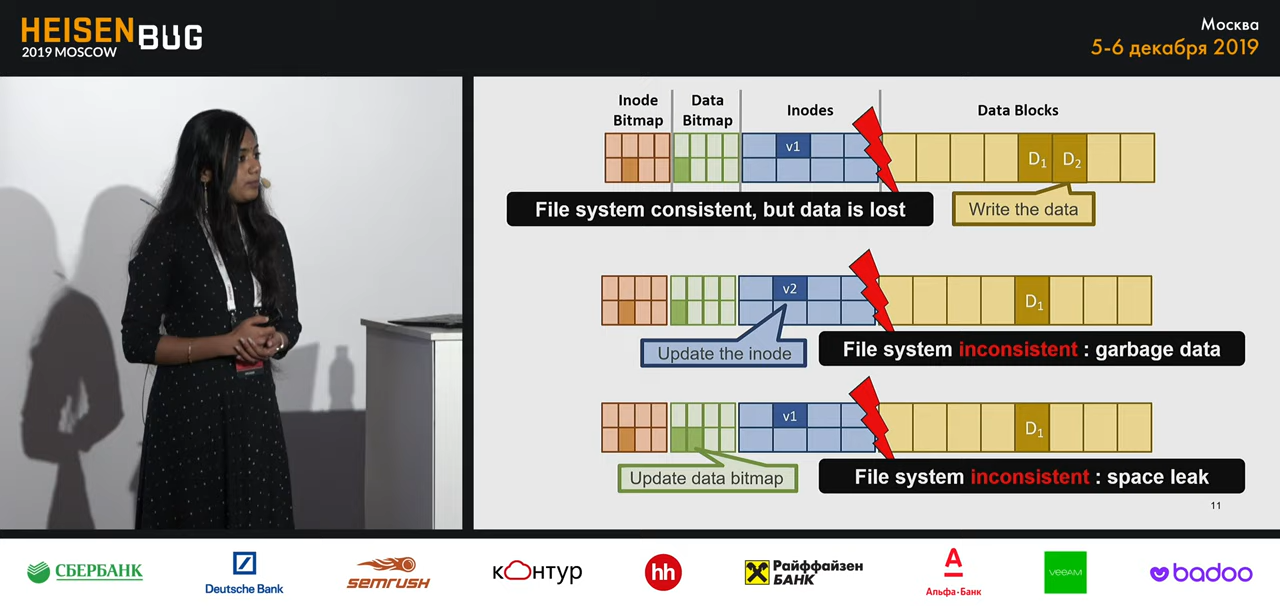 HEISENBUG
2019 MOSCOW
Москва
5-6 декабря 2019
Inode Bitmap
Data Bitmap
Inodes
Data Blocks
v1
D1
D2
File system consistent, but data is lost
Write the data
v2
D1
Update the inode
File system inconsistent : garbage data
v1
D1
Update data bitmap
File system inconsistent : space leak
11
СБЕРБАНК
Deutsche Bank
semrush
кОнтур
hh
Райффайзен
БАНК
А
Альфа·Банк
veeam
badoo